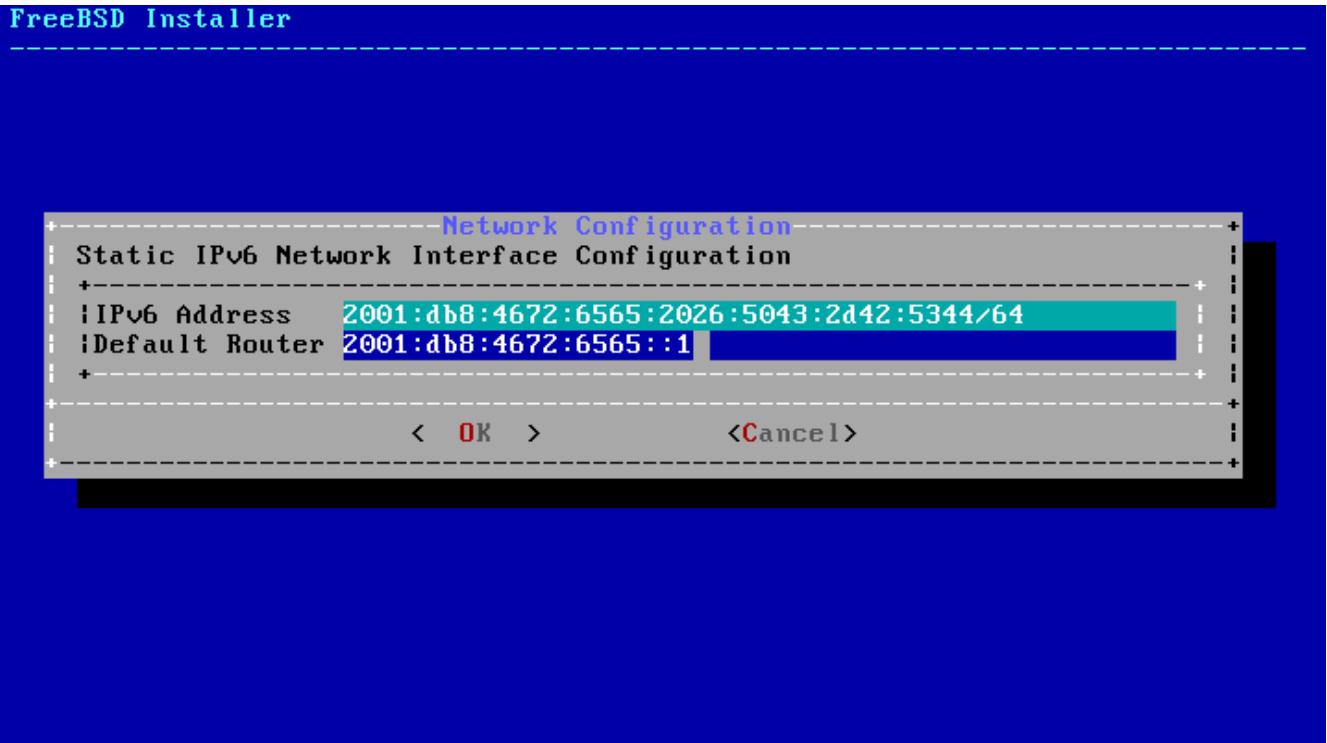 FreeBSD Installer
Network Configuration
Static IPv6 Network Interface Configuration
IPv6 Address 2001:db8:4672:6565:2026:5043:2d42:5344/64
Default Router 2001:db8:4672:6565::1
< OK > <Cancel>